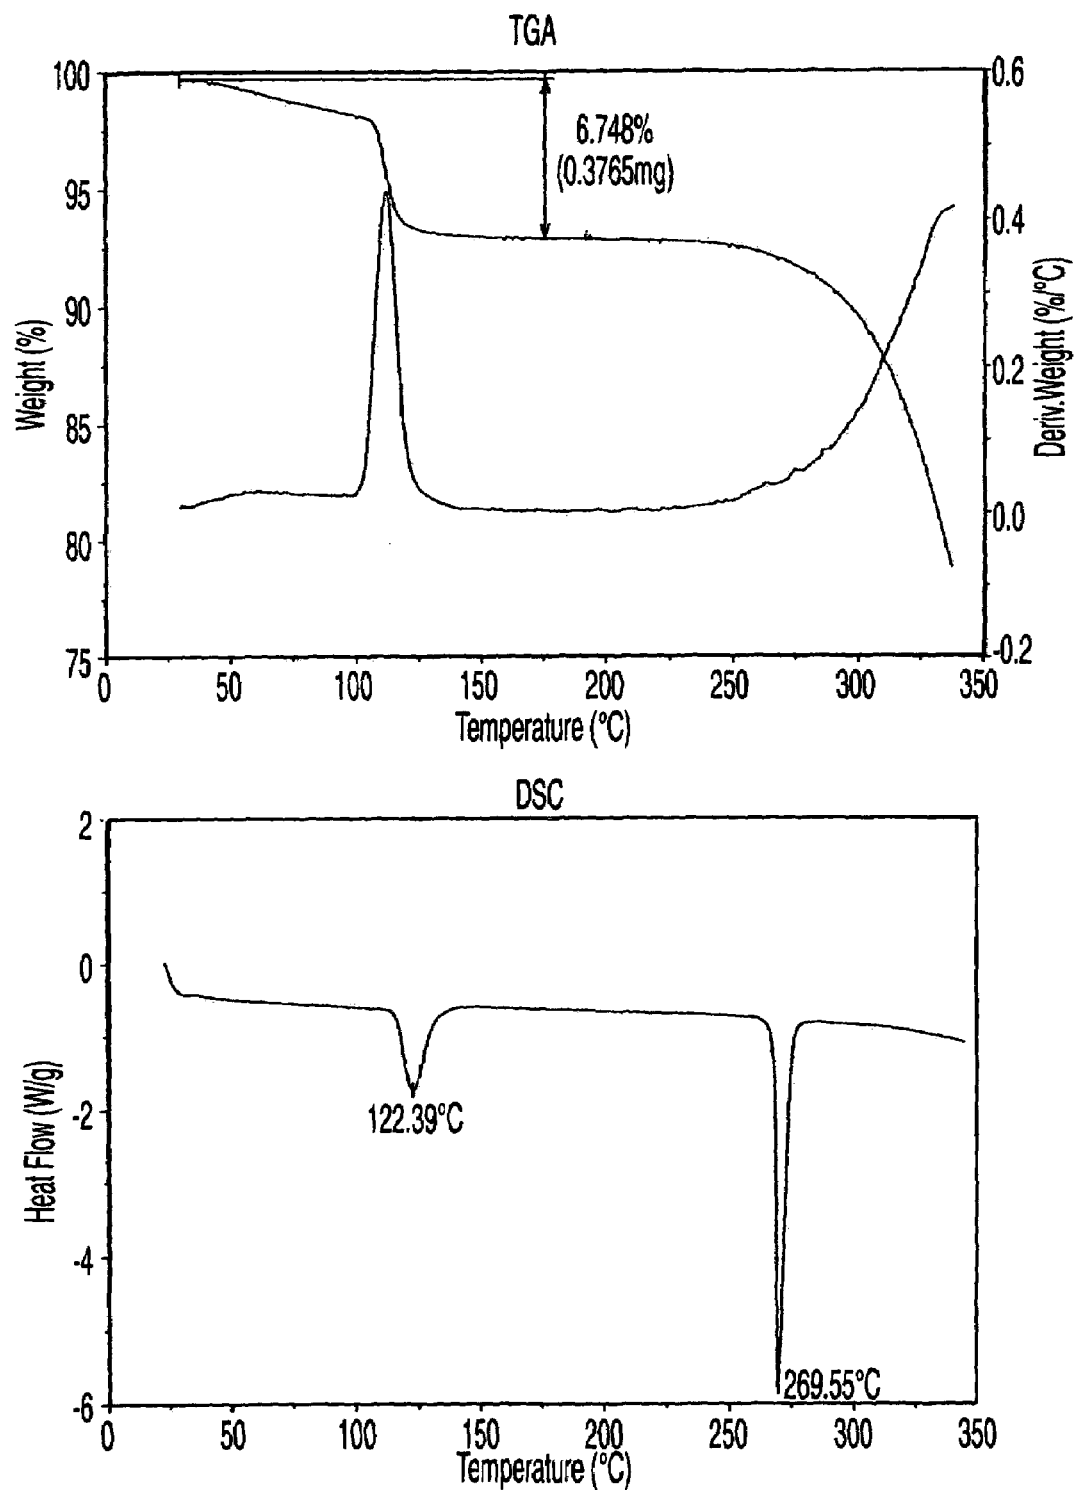 TGA
100
95
90
85
80
75
Weight (%)
6.748%
(0.3765mg)
0.6
0.4
0.2
0.0
-0.2
Deriv.Weight (%/°C)
0 50 100 150 200 250 300 350
Temperature (°C)
DSC
2
0
-2
-4
-6
Heat Flow (W/g)
122.39°C
269.55°C
0 50 100 150 200 250 300 350
Temperature (°C)